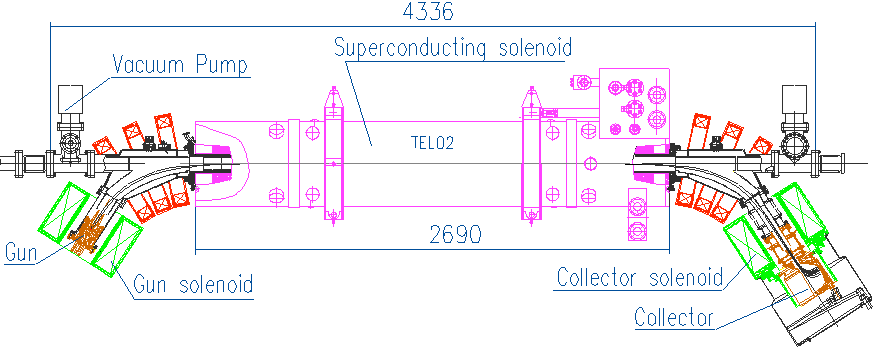 4336
Superconducting solenoid
Vacuum Pump
TEL02
2690
Gun
Gun solenoid
Collector solenoid
Collector